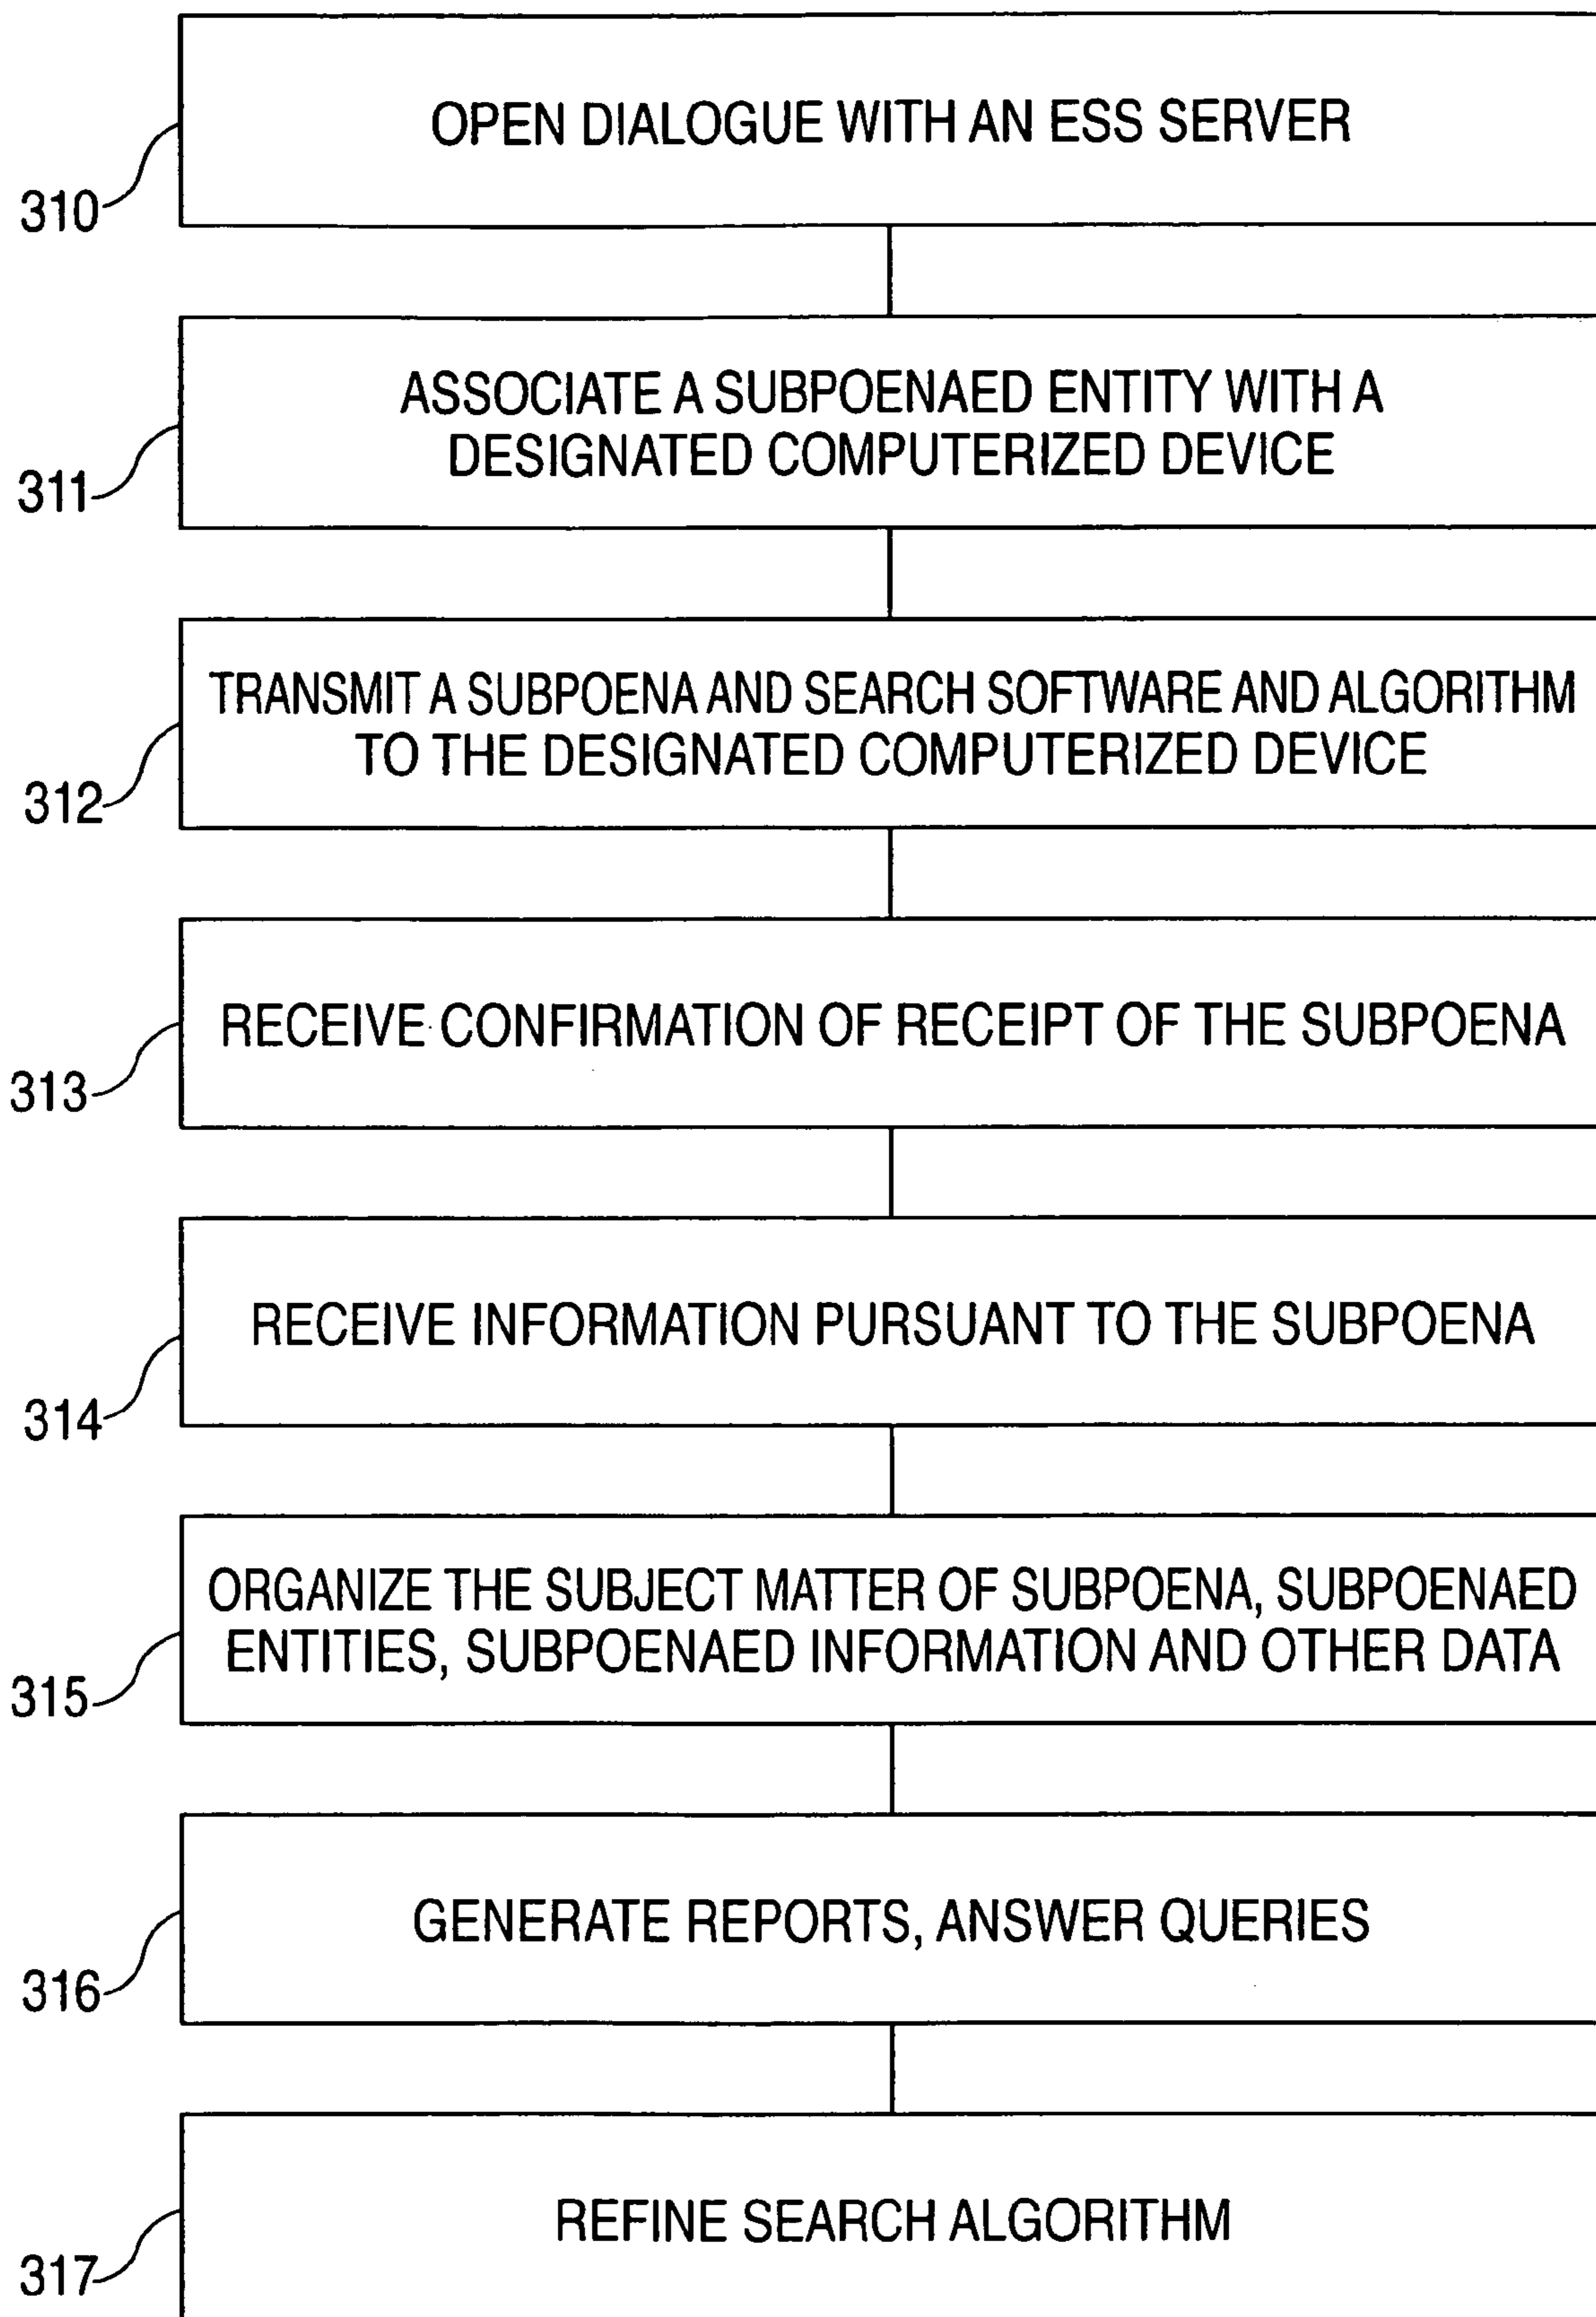 OPEN DIALOGUE WITH AN ESS SERVER
310
ASSOCIATE A SUBPOENAED ENTITY WITH A
DESIGNATED COMPUTERIZED DEVICE
311
TRANSMIT A SUBPOENA AND SEARCH SOFTWARE AND ALGORITHM
TO THE DESIGNATED COMPUTERIZED DEVICE
312
RECEIVE CONFIRMATION OF RECEIPT OF THE SUBPOENA
313
RECEIVE INFORMATION PURSUANT TO THE SUBPOENA
314
ORGANIZE THE SUBJECT MATTER OF SUBPOENA, SUBPOENAED
ENTITIES, SUBPOENAED INFORMATION AND OTHER DATA
315
GENERATE REPORTS, ANSWER QUERIES
316
REFINE SEARCH ALGORITHM
317